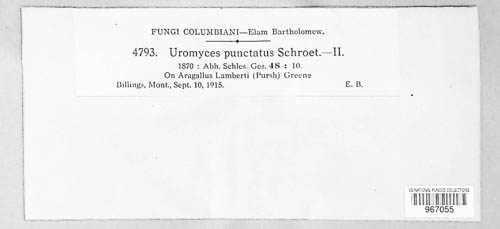 FUNGI COLUMBIANI—Elam Bartholomew.
4793. Uromyces punctatus Schroet.—II.
1870 : Abh. Schles. Ges. 48 : 10.
On Aragallus Lamberti (Pursh) Greene
Billings, Mont., Sept. 10, 1915. E. B.
US NATIONAL FUNGUS COLLECTIONS
967055